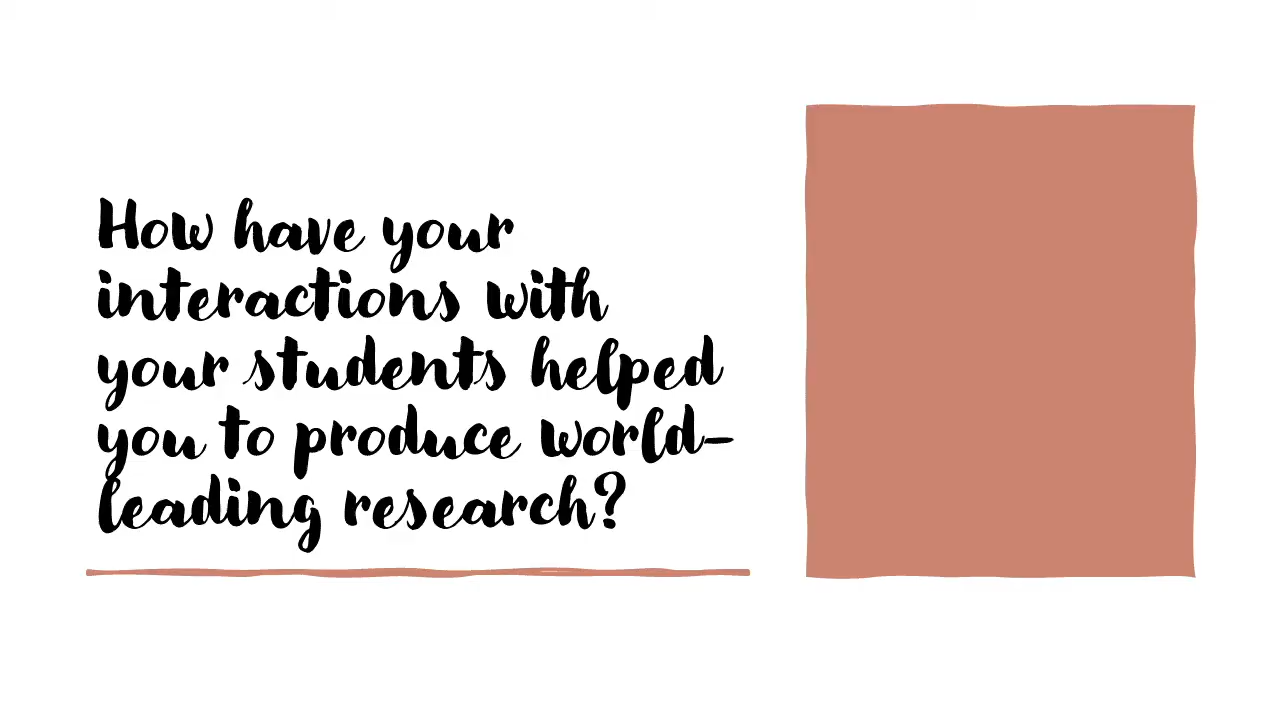 How have your
interactions with
your students helped
you to produce world-
leading research?